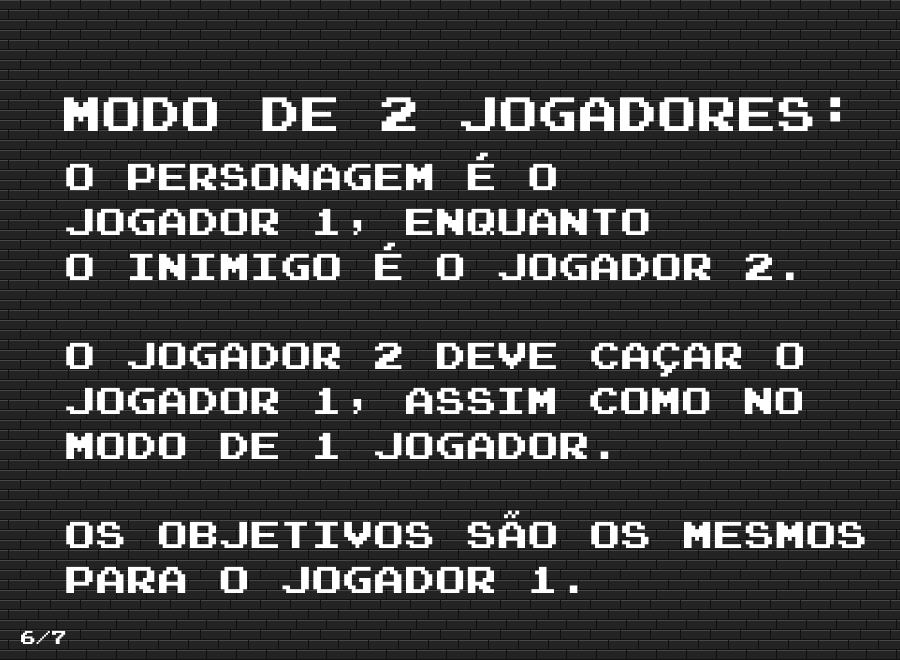 MODO DE 2 JOGADORES:
O PERSONAGEM É O
JOGADOR 1, ENQUANTO
O INIMIGO É O JOGADOR 2.
O JOGADOR 2 DEVE CAÇAR O
JOGADOR 1, ASSIM COMO NO
MODO DE 1 JOGADOR.
OS OBJETIVOS SÃO OS MESMOS
PARA O JOGADOR 1.
6/7